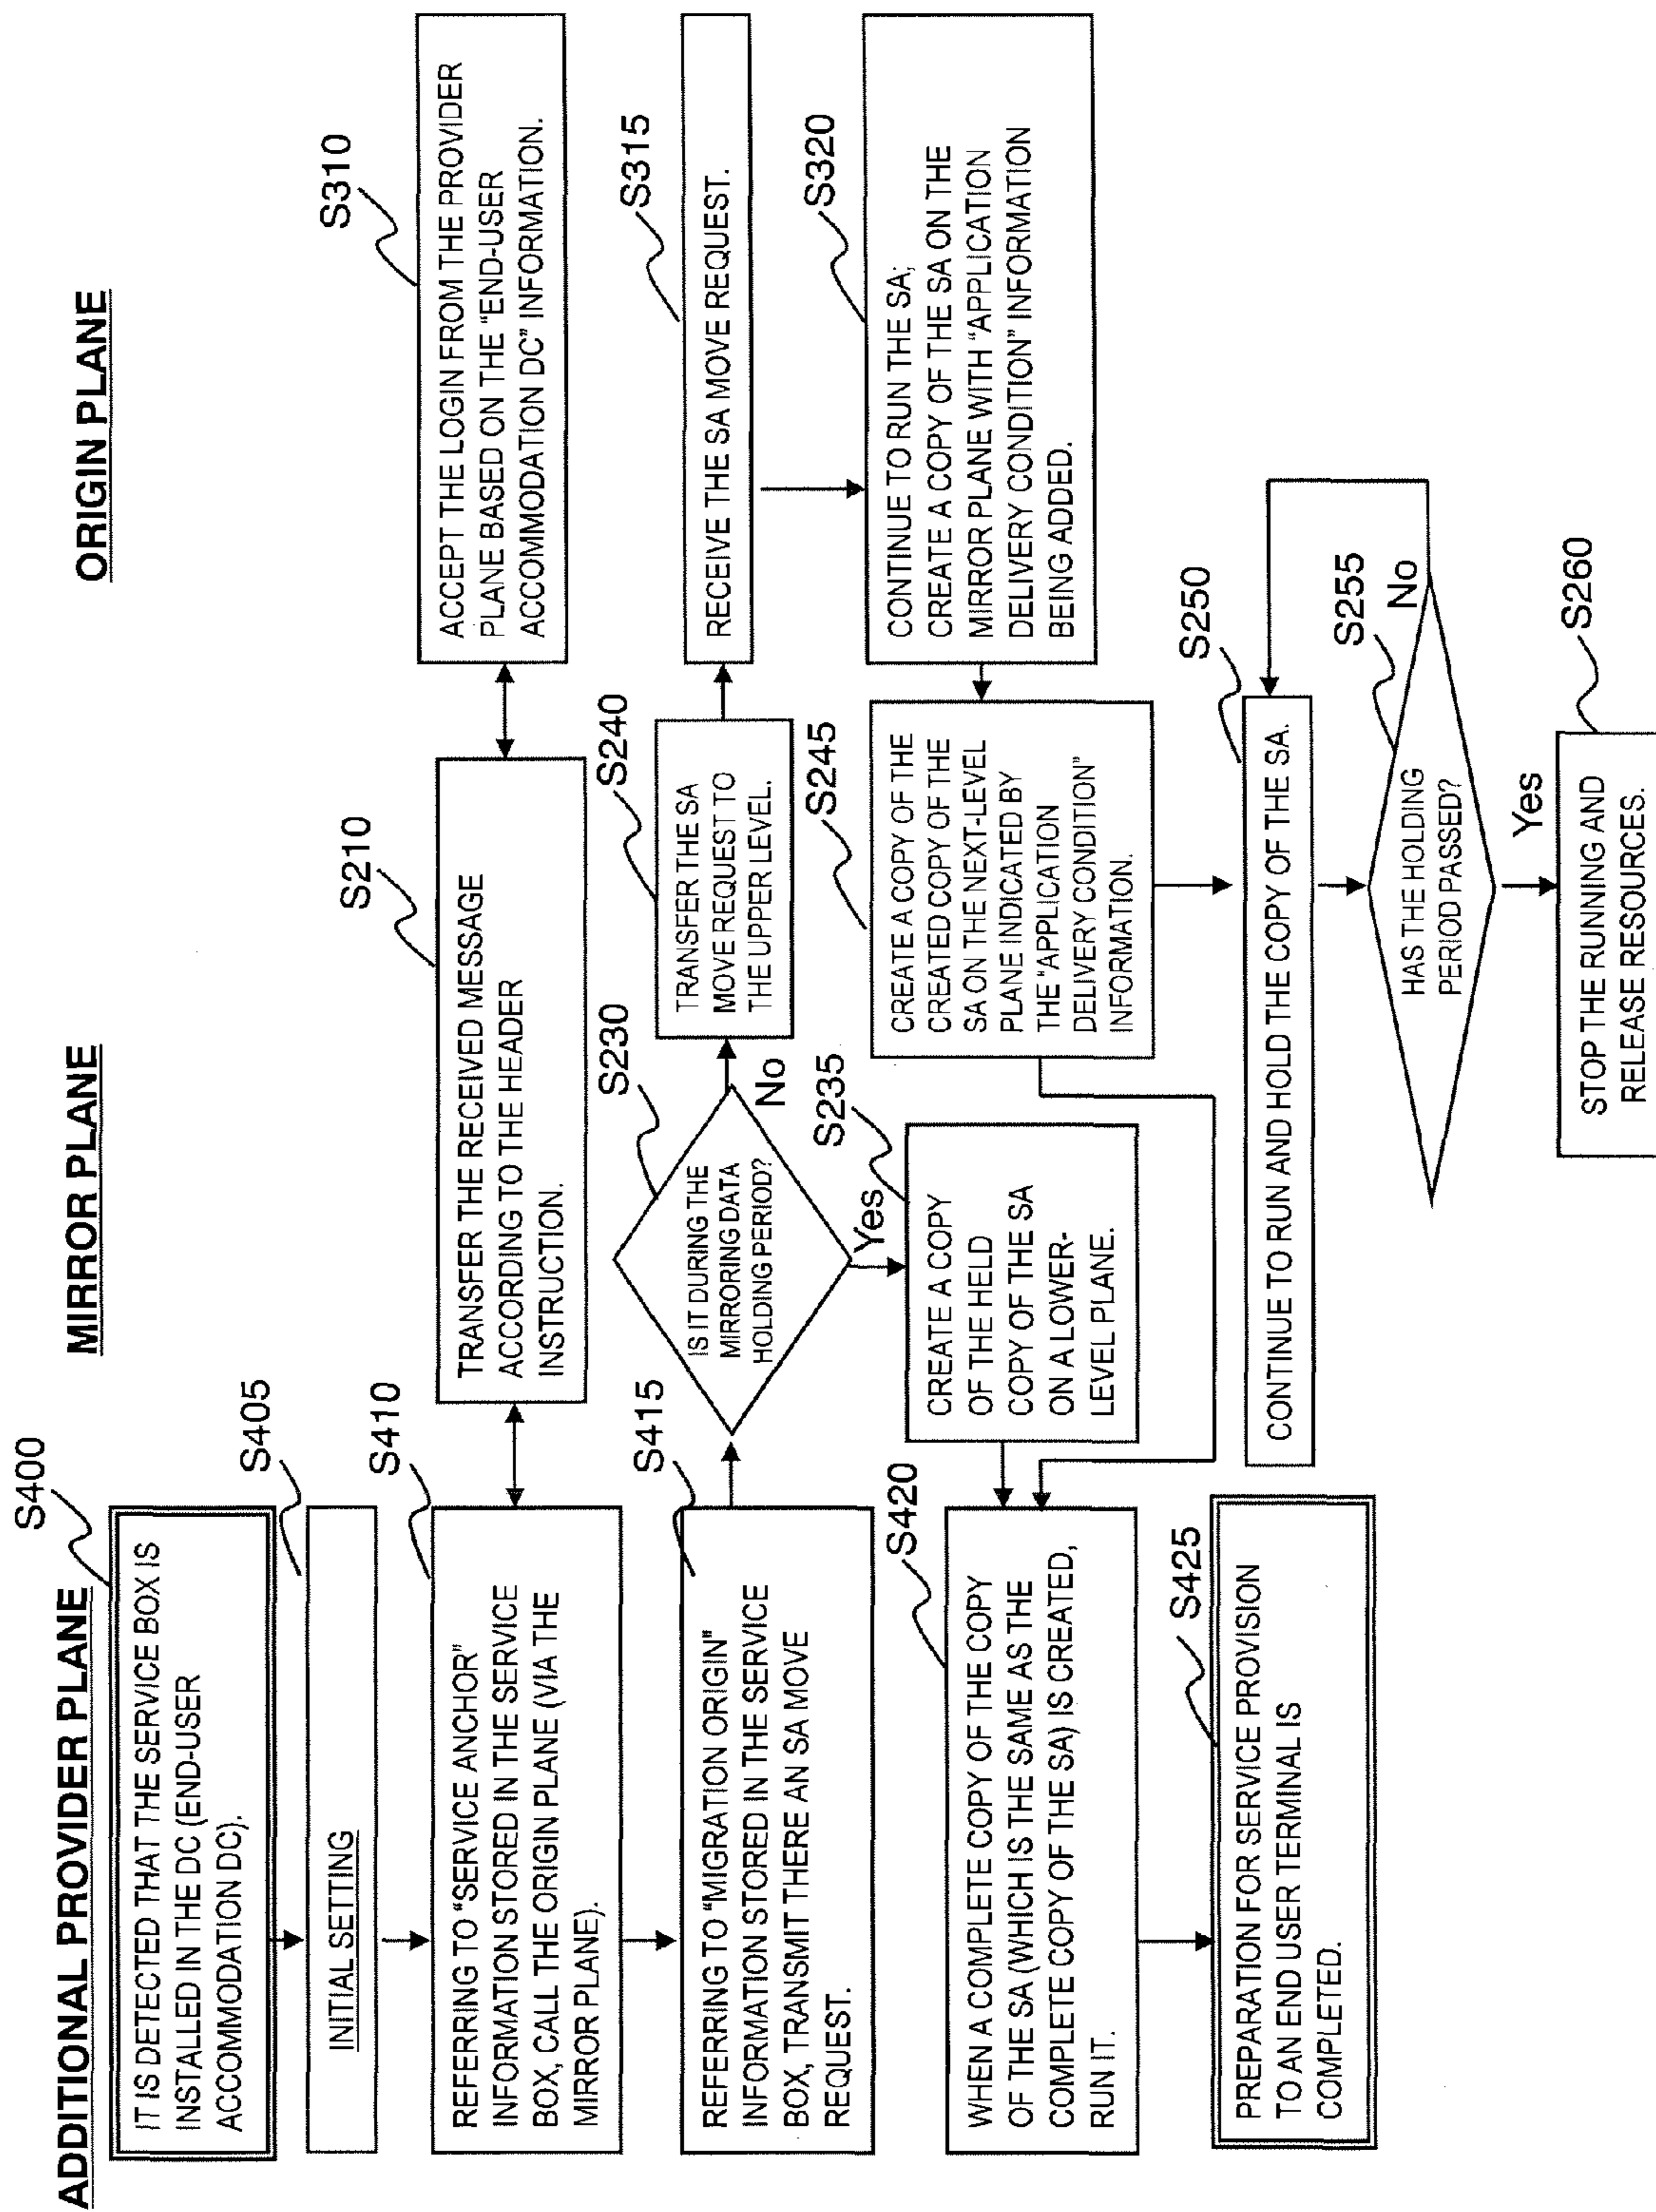 ADDITIONAL PROVIDER PLANE
MIRROR PLANE
ORIGIN PLANE
S400
IT IS DETECTED THAT THE SERVICE BOX IS
INSTALLED IN THE DC (END-USER
ACCOMMODATION DC).
S405
INITIAL SETTING
S410
REFERRING TO "SERVICE ANCHOR"
INFORMATION STORED IN THE SERVICE
BOX, CALL THE ORIGIN PLANE (VIA THE
MIRROR PLANE).
S210
TRANSFER THE RECEIVED MESSAGE
ACCORDING TO THE HEADER
INSTRUCTION.
S310
ACCEPT THE LOGIN FROM THE PROVIDER
PLANE BASED ON THE "END-USER
ACCOMMODATION DC" INFORMATION.
S415
REFERRING TO "MIGRATION ORIGIN"
INFORMATION STORED IN THE SERVICE
BOX, TRANSMIT THERE AN SA MOVE
REQUEST.
S230
IS IT DURING THE
MIRRORING DATA
HOLDING PERIOD?
No
Yes
S240
TRANSFER THE SA
MOVE REQUEST TO
THE UPPER LEVEL.
S315
RECEIVE THE SA MOVE REQUEST.
S235
CREATE A COPY
OF THE HELD
COPY OF THE SA
ON A LOWER-
LEVEL PLANE.
S320
CONTINUE TO RUN THE SA;
CREATE A COPY OF THE SA ON THE
MIRROR PLANE WITH "APPLICATION
DELIVERY CONDITION" INFORMATION
BEING ADDED.
S245
CREATE A COPY OF THE
CREATED COPY OF THE
SA ON THE NEXT-LEVEL
PLANE INDICATED BY
THE "APPLICATION
DELIVERY CONDITION"
INFORMATION.
S420
WHEN A COMPLETE COPY OF THE COPY
OF THE SA (WHICH IS THE SAME AS THE
COMPLETE COPY OF THE SA) IS CREATED,
RUN IT.
S425
PREPARATION FOR SERVICE PROVISION
TO AN END USER TERMINAL IS
COMPLETED.
S250
CONTINUE TO RUN AND HOLD THE COPY OF THE SA.
S255
HAS THE HOLDING
PERIOD PASSED?
No
Yes
S260
STOP THE RUNNING AND
RELEASE RESOURCES.